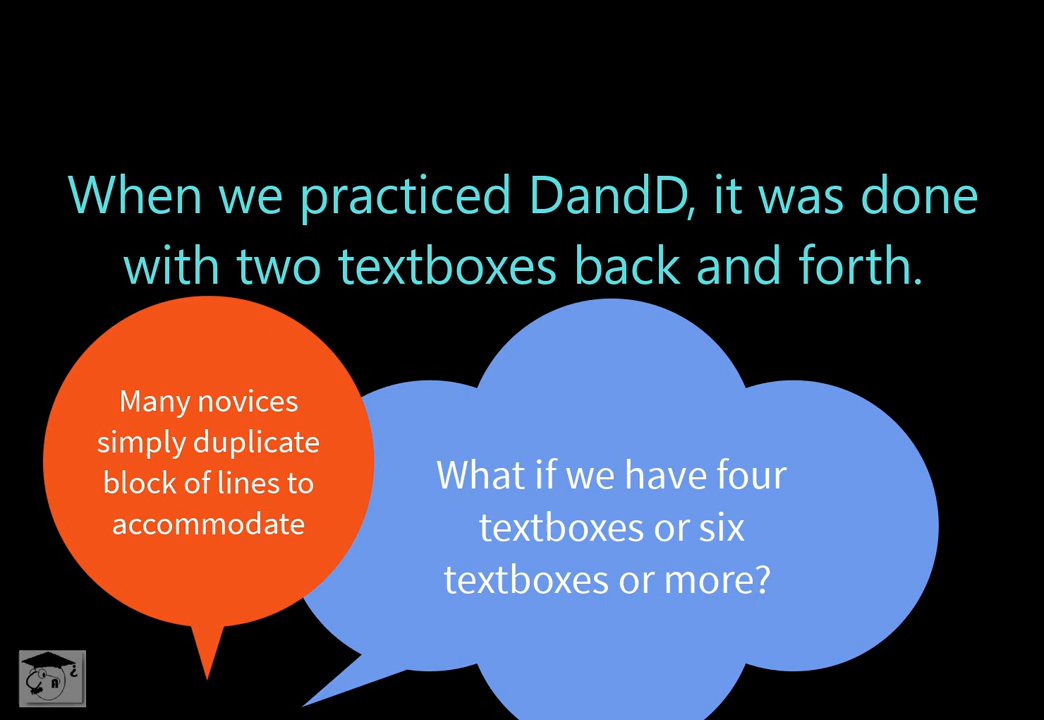 When we practiced DandD, it was done
with two textboxes back and forth.
Many novices
simply duplicate
block of lines to
accommodate
What if we have four
textboxes or six
textboxes or more?